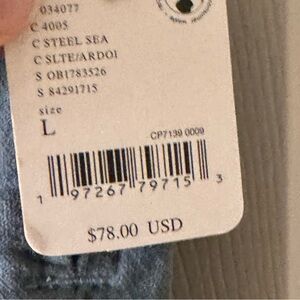 034077
C 4005
C STEEL SEA
C SLTE/ARDOI
S OB1783526
S 84291715
size
L
CP7139 0009
1 97267 79715 3
$78.00 USD